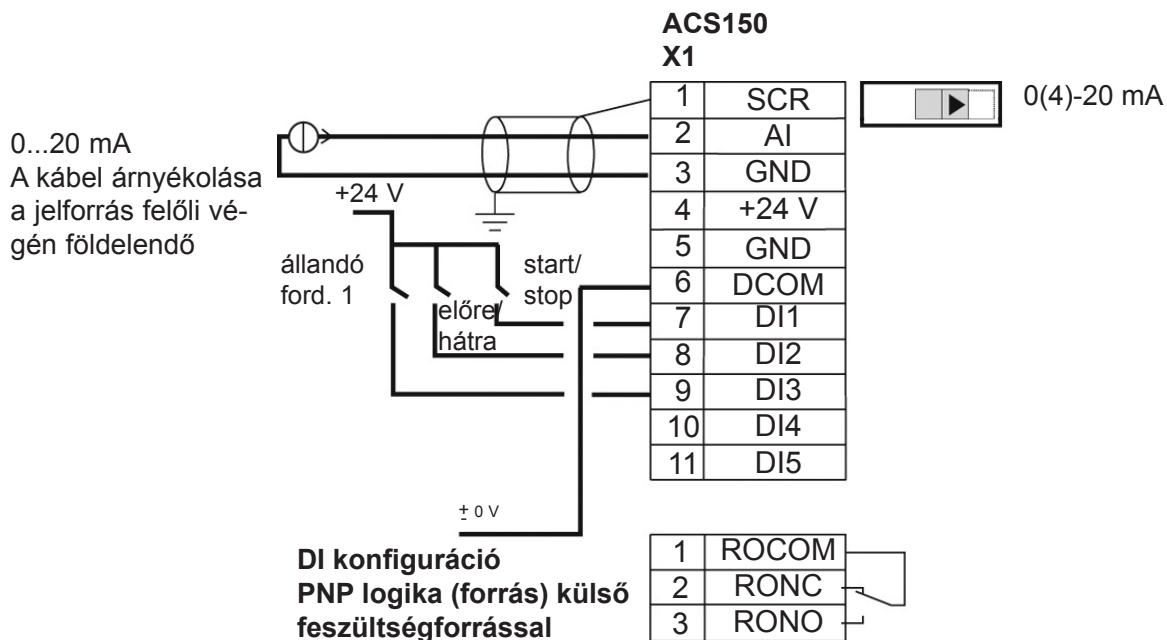 ACS150
X1
1 SCR
2 AI
3 GND
4 +24 V
5 GND
6 DCOM
7 DI1
8 DI2
9 DI3
10 DI4
11 DI5
0(4)-20 mA
0...20 mA
A kábel árnyékolása
a jelforrás felőli vé-
gén földelendő
+24 V
állandó
ford. 1
előre/
hátra
start/
stop
± 0 V
DI konfiguráció
PNP logika (forrás) külső
feszültségforrással
1 ROCOM
2 RONC
3 RONO